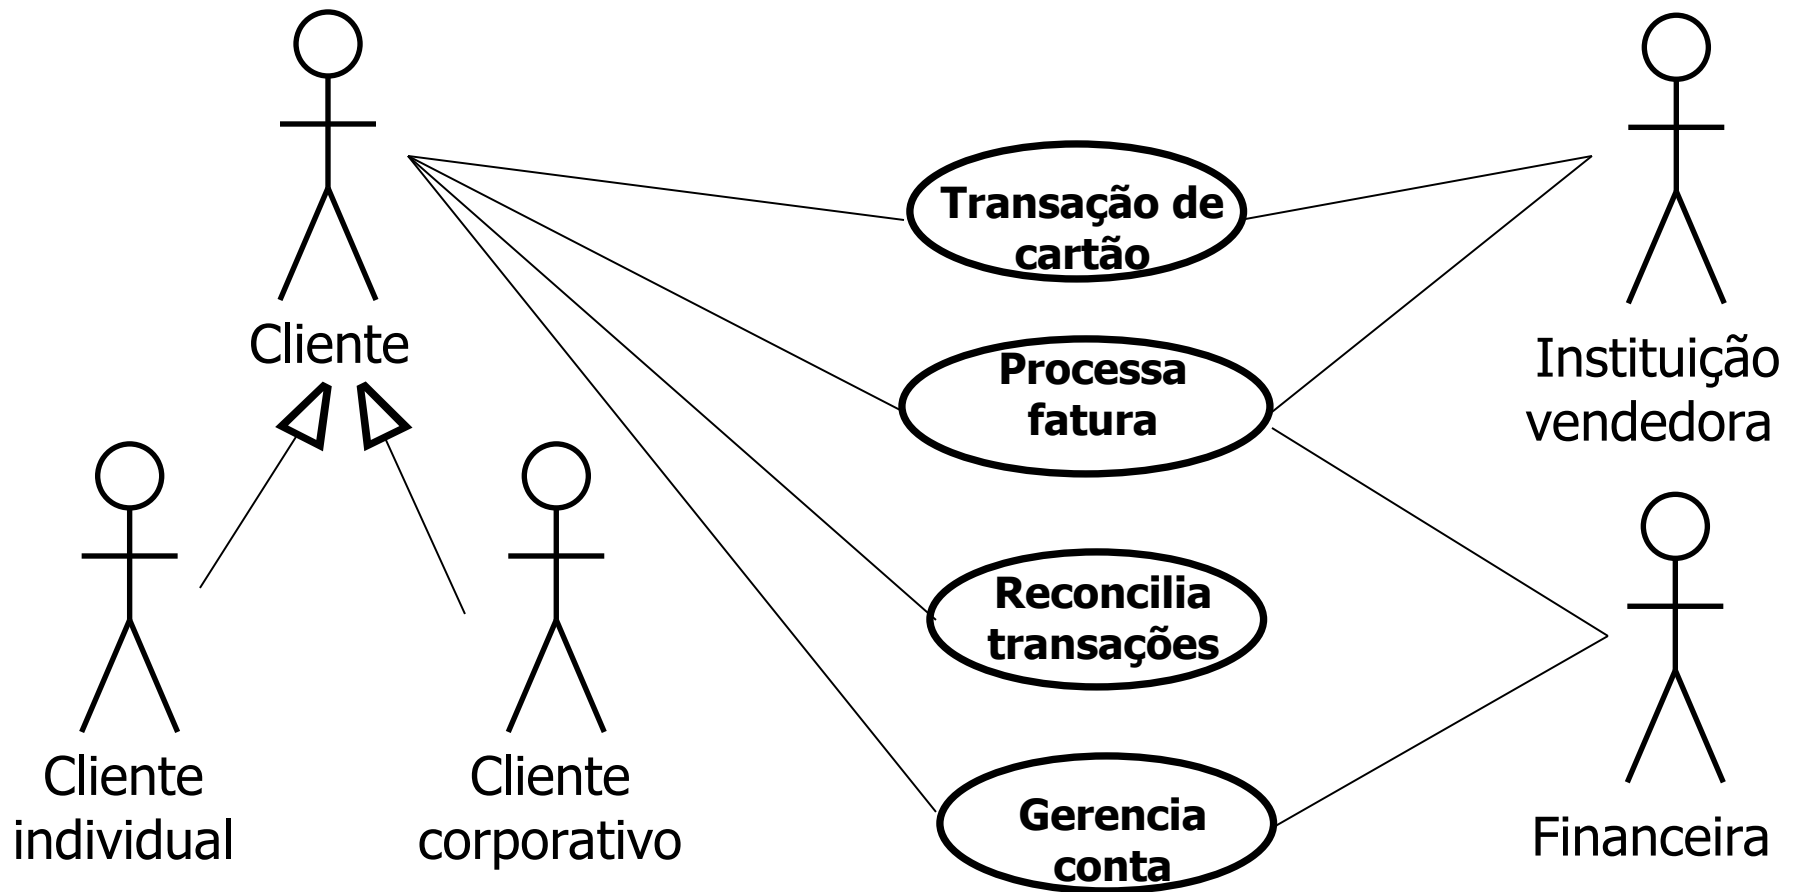 Cliente
Cliente
individual
Cliente
corporativo
Transação de
cartão
Processa
fatura
Reconcilia
transações
Gerencia
conta
Instituição
vendedora
Financeira